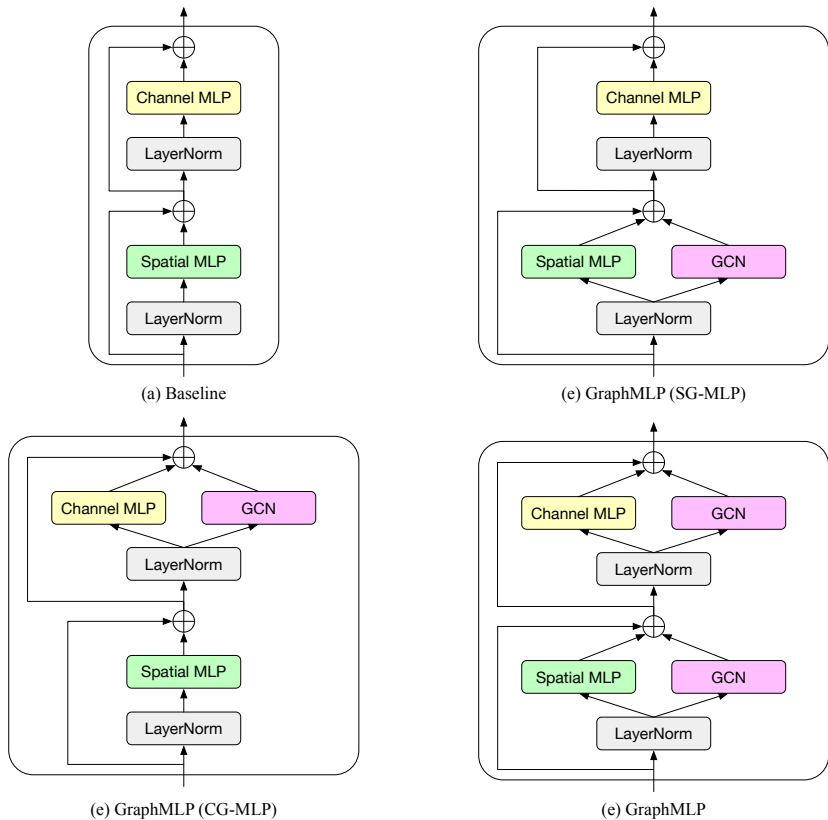 Channel MLP
LayerNorm
Spatial MLP
LayerNorm
(a) Baseline
Channel MLP
LayerNorm
Spatial MLP GCN
LayerNorm
(e) GraphMLP (SG-MLP)
Channel MLP GCN
LayerNorm
Spatial MLP
LayerNorm
(e) GraphMLP (CG-MLP)
Channel MLP GCN
LayerNorm
Spatial MLP GCN
LayerNorm
(e) GraphMLP